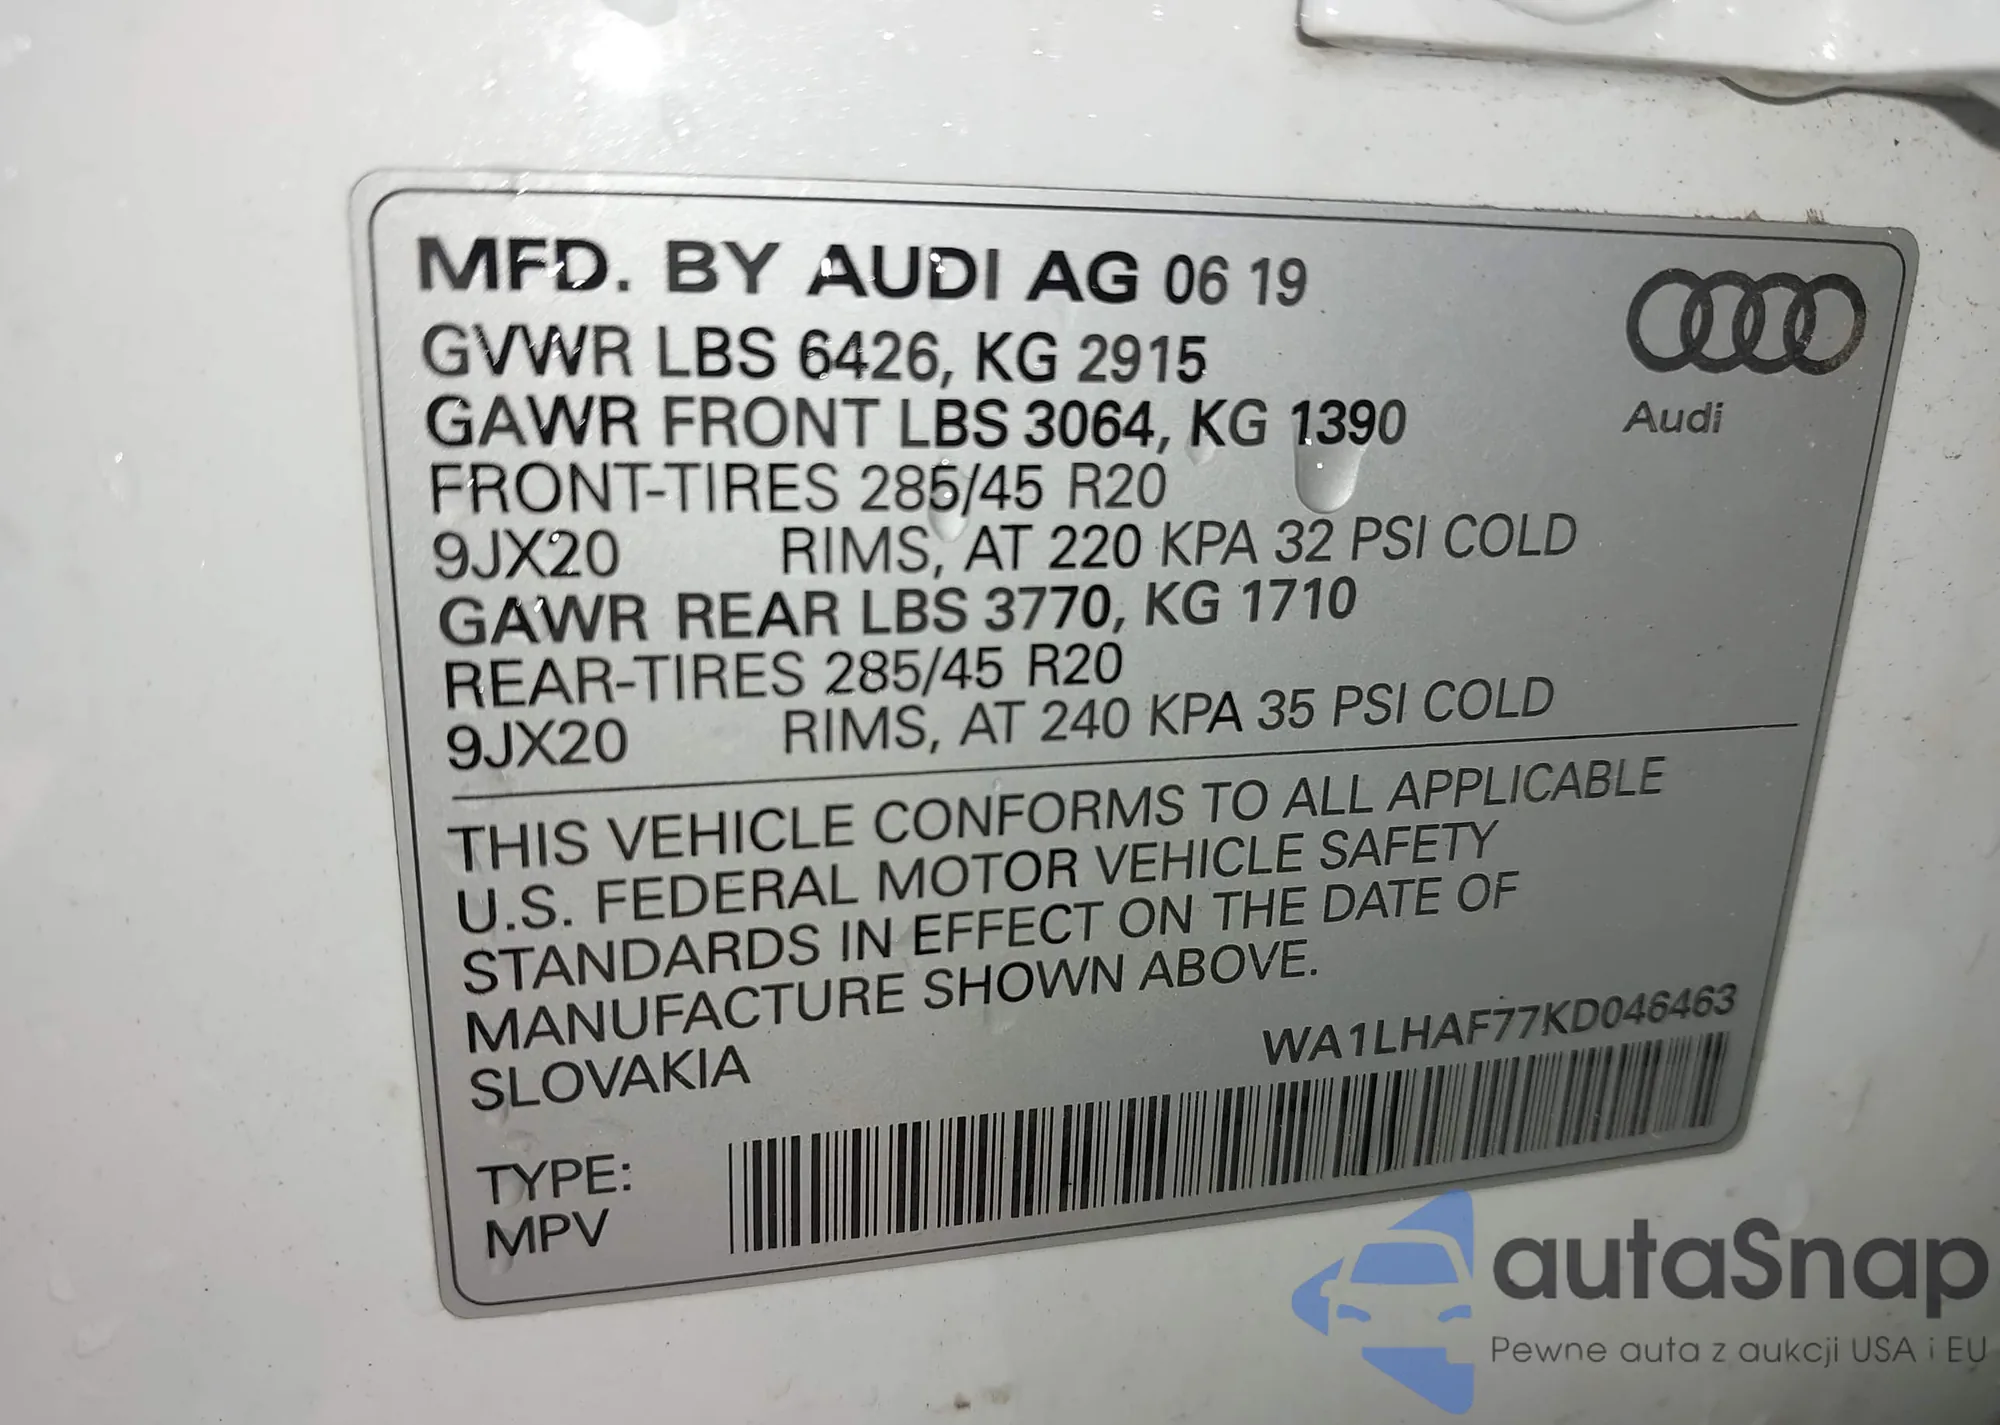 MFD. BY AUDI AG 06 19
GVWR LBS 6426, KG 2915
GAWR FRONT LBS 3064, KG 1390
Audi
FRONT-TIRES 285/45 R20
9JX20 RIMS, AT 220 KPA 32 PSI COLD
GAWR REAR LBS 3770, KG 1710
REAR-TIRES 285/45 R20
9JX20 RIMS, AT 240 KPA 35 PSI COLD
THIS VEHICLE CONFORMS TO ALL APPLICABLE
U.S. FEDERAL MOTOR VEHICLE SAFETY
STANDARDS IN EFFECT ON THE DATE OF
MANUFACTURE SHOWN ABOVE.
SLOVAKIA
WA1LHAF77KD046463
TYPE:
MPV
autaSnap
Pewne auta z aukcji USA i EU